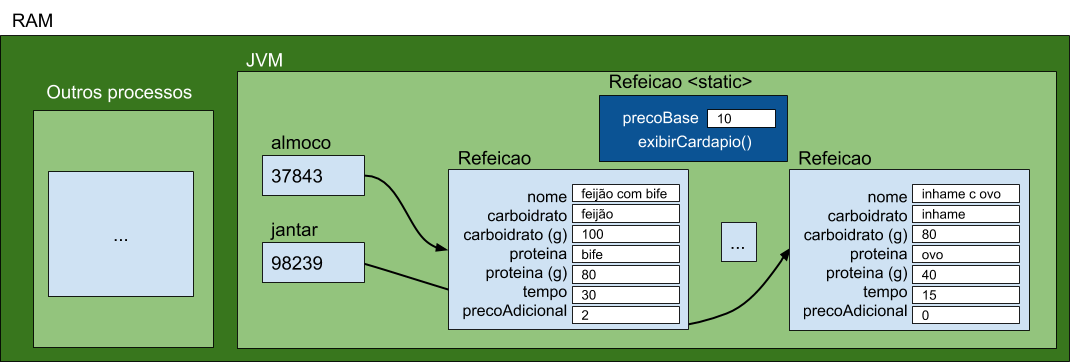 RAM
JVM
Refeicao <static>
Outros processos
precoBase 10
exibirCardapio()
almoco
37843
jantar
98239
...
Refeicao
nome feijão com bife
carboidrato feijão
carboidrato (g) 100
proteina bife
proteina (g) 80
tempo 30
precoAdicional 2
...
Refeicao
nome inhame c ovo
carboidrato inhame
carboidrato (g) 80
proteina ovo
proteina (g) 40
tempo 15
precoAdicional 0